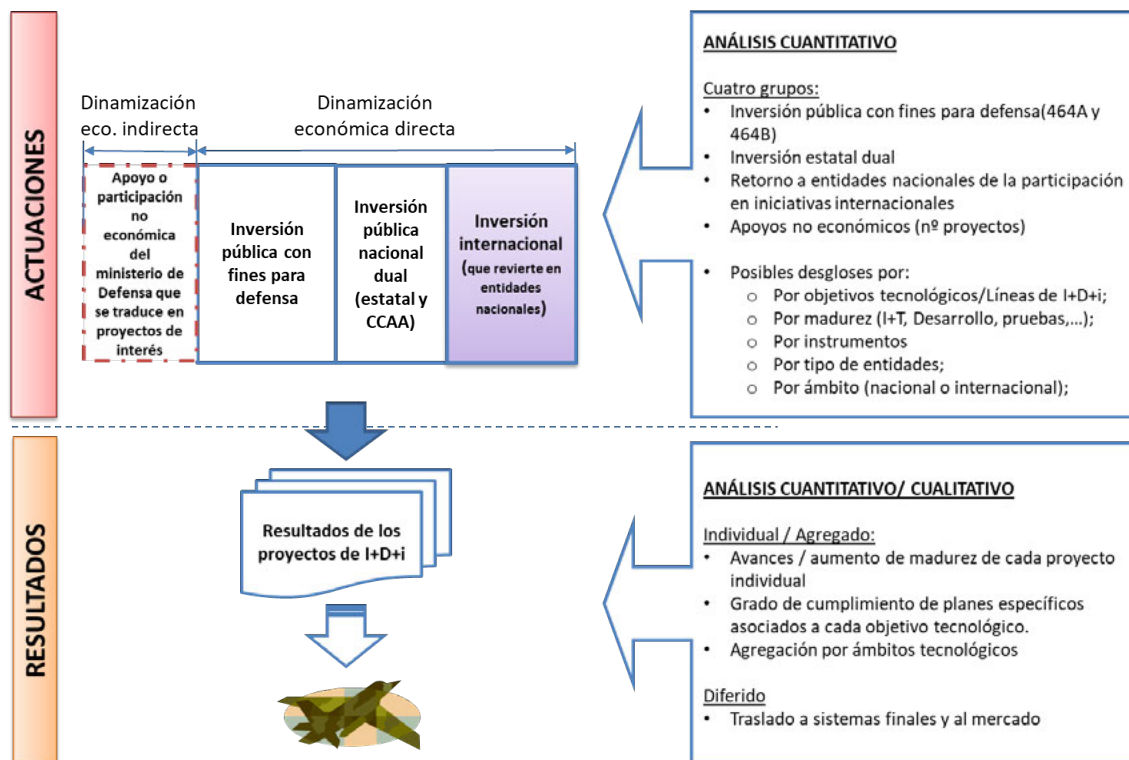 ACTUACIONES
Dinamización
eco. indirecta
Dinamización
económica directa
Apoyo o
participación
no
económica
del
ministerio de
Defensa que
se traduce en
proyectos de
interés
Inversión
pública con
fines para
defensa
Inversión
pública
nacional
dual
(estatal y
CCAA)
Inversión
internacional
(que revierte en
entidades
nacionales)
ANÁLISIS CUANTITATIVO
Cuatro grupos:
• Inversión pública con fines para defensa(464A y
464B)
• Inversión estatal dual
• Retorno a entidades nacionales de la participación
en iniciativas internacionales
• Apoyos no económicos (nº proyectos)
• Posibles desgloses por:
o Por objetivos tecnológicos/Líneas de I+D+i;
o Por madurez (I+T, Desarrollo, pruebas,...);
o Por instrumentos
o Por tipo de entidades;
o Por ámbito (nacional o internacional);
RESULTADOS
Resultados de los
proyectos de I+D+i
ANÁLISIS CUANTITATIVO/ CUALITATIVO
Individual / Agregado:
• Avances / aumento de madurez de cada proyecto
individual
• Grado de cumplimiento de planes específicos
asociados a cada objetivo tecnológico.
• Agregación por ámbitos tecnológicos
Diferido
• Traslado a sistemas finales y al mercado